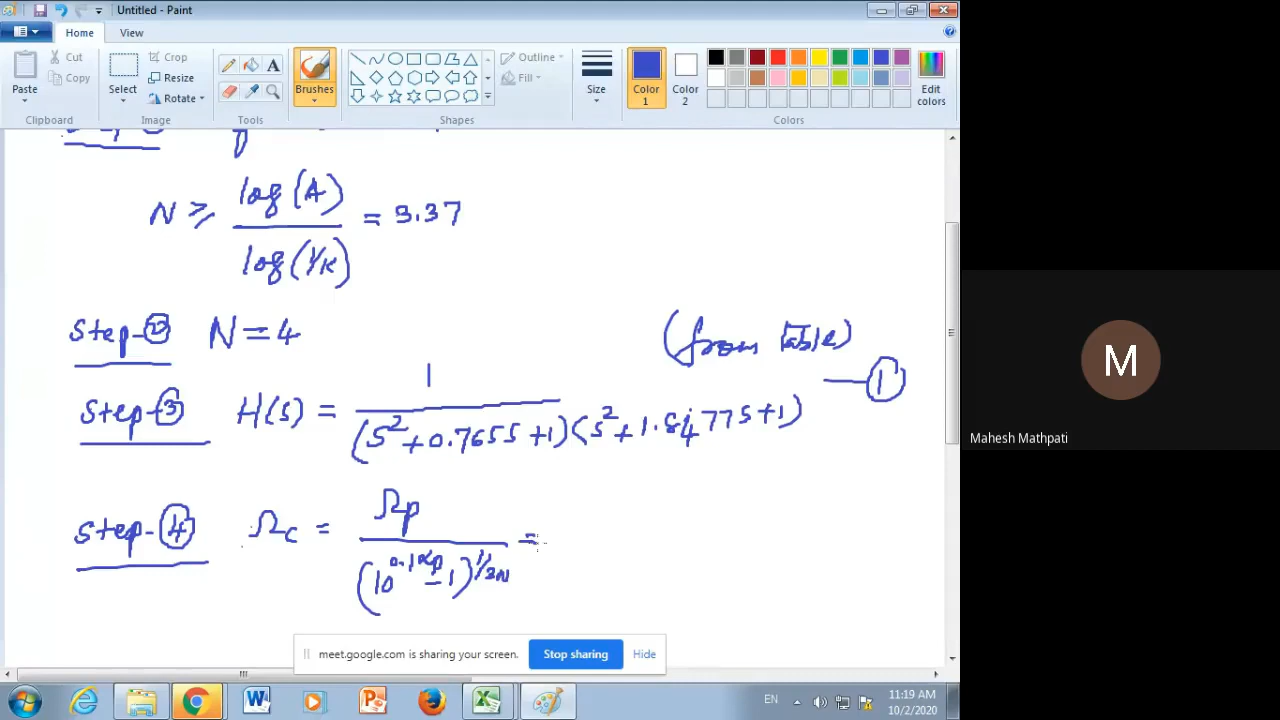 Untitled - Paint
Home View
Paste
Cut
Copy
Clipboard
Select
Crop
Resize
Rotate
Image
Tools
Brushes
Outline
Fill
Shapes
Size
Color 1
Color 2
Edit colors
Colors
N ≥ log(A) / log(1/K) = 3.37
Step-② N = 4
(from Table)
Step-③ H(s) = 1 / (s²+0.765s+1)(s²+1.8477s+1) —①
Step-④ Ωc = Ωp / (10^0.1αp − 1)^1/2N =
meet.google.com is sharing your screen. Stop sharing Hide
EN
11:19 AM
10/2/2020
M
Mahesh Mathpati